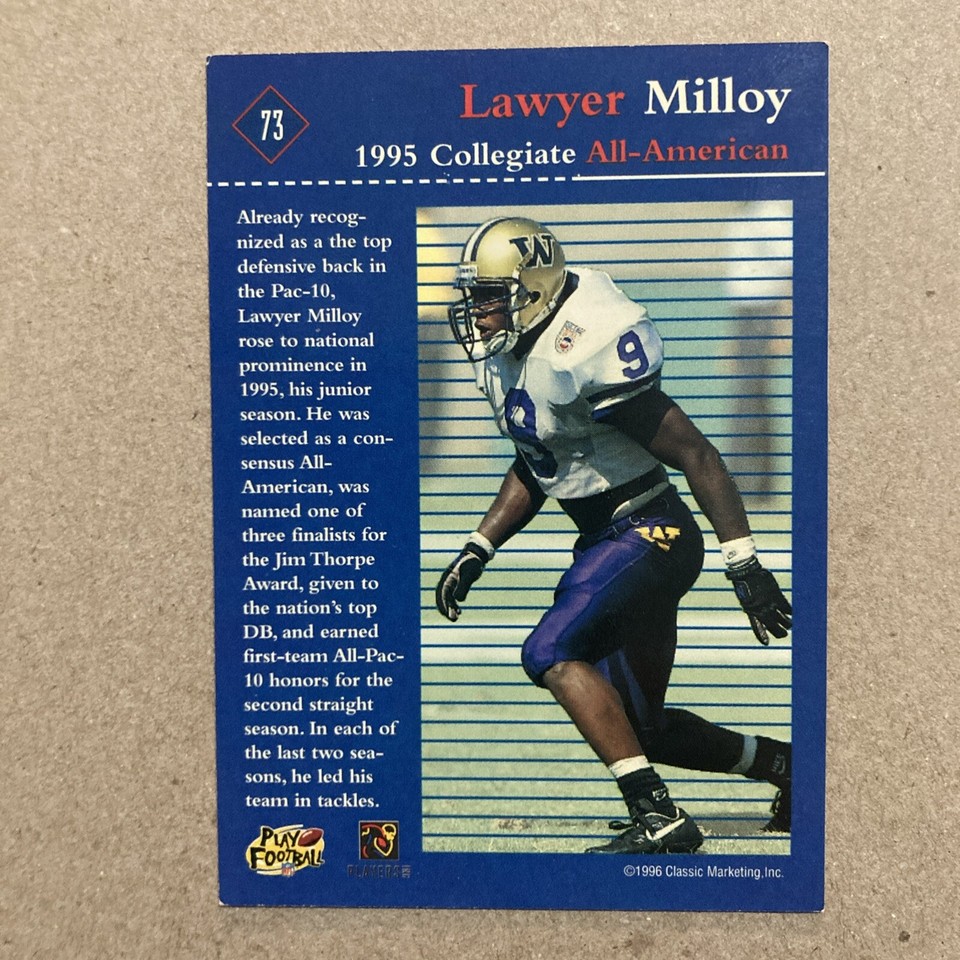 73
Lawyer Milloy
1995 Collegiate All-American
Already recog-
nized as a the top
defensive back in
the Pac-10,
Lawyer Milloy
rose to national
prominence in
1995, his junior
season. He was
selected as a con-
sensus All-
American, was
named one of
three finalists for
the Jim Thorpe
Award, given to
the nation's top
DB, and earned
first-team All-Pac-
10 honors for the
second straight
season. In each of
the last two sea-
sons, he led his
team in tackles.
W
9
9
W
PLAY
FOOTBALL
NFL
PLAYERS
©1996 Classic Marketing,Inc.